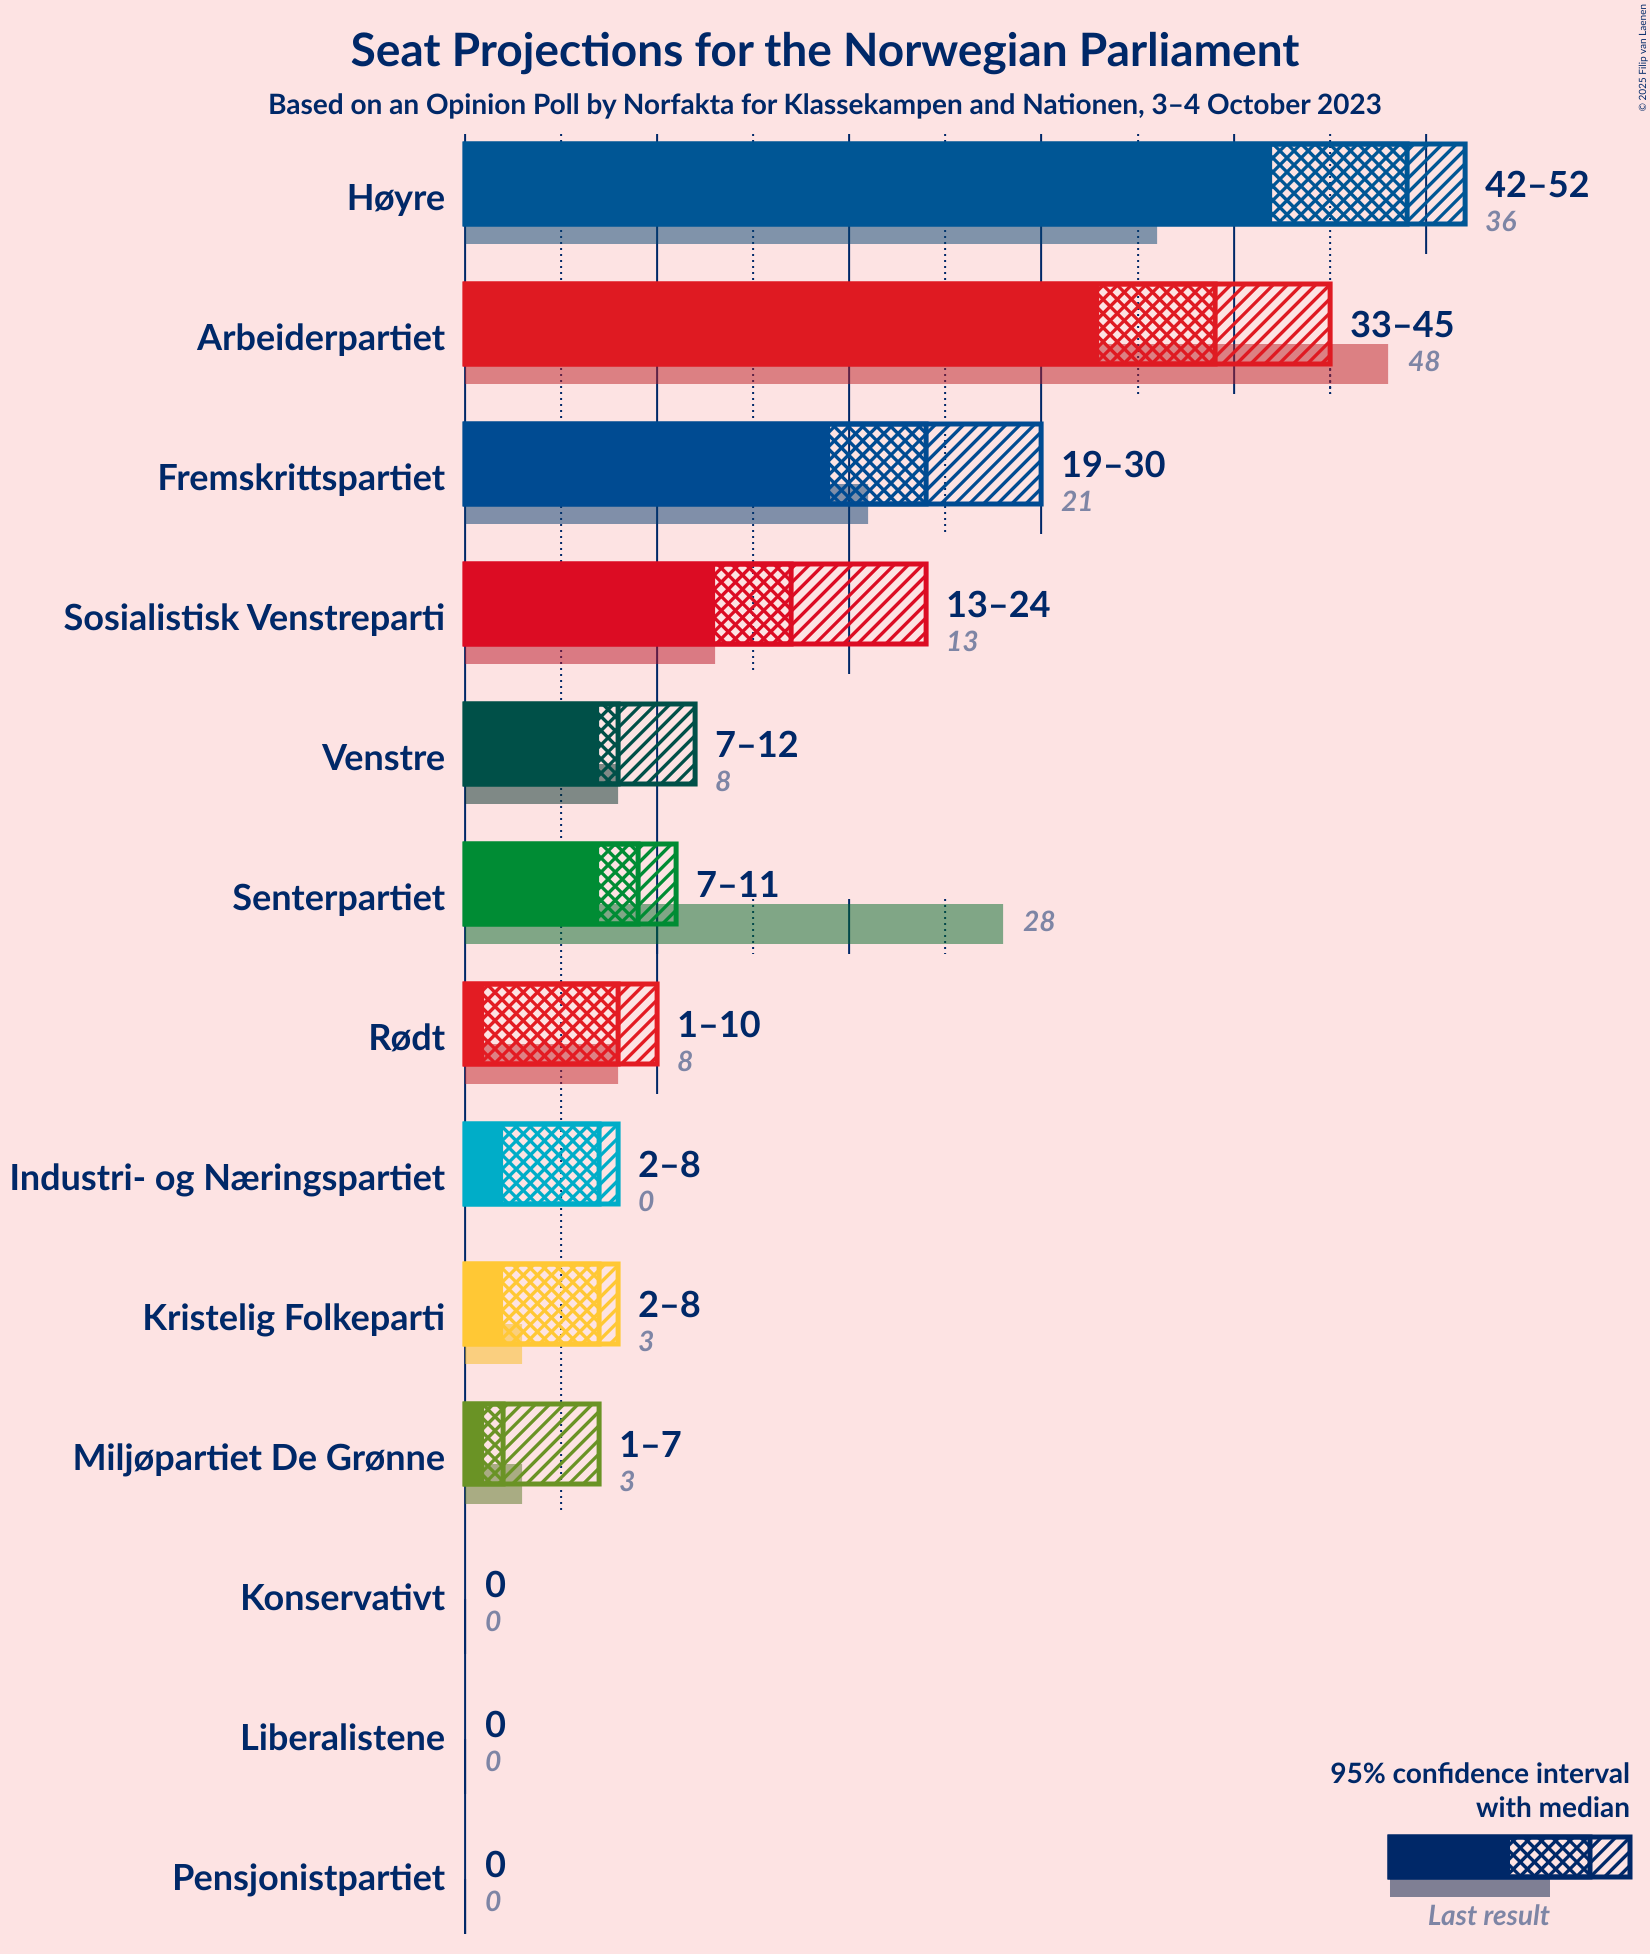 Seat Projections for the Norwegian Parliament
Based on an Opinion Poll by Norfakta for Klassekampen and Nationen, 3–4 October 2023
© 2025 Filip van Laenen
Høyre
42–52
36
Arbeiderpartiet
33–45
48
Fremskrittspartiet
19–30
21
Sosialistisk Venstreparti
13–24
13
Venstre
7–12
8
Senterpartiet
7–11
28
Rødt
1–10
8
Industri- og Næringspartiet
2–8
0
Kristelig Folkeparti
2–8
3
Miljøpartiet De Grønne
1–7
3
Konservativt
0
0
Liberalistene
0
0
Pensjonistpartiet
0
0
95% confidence interval
with median
Last result